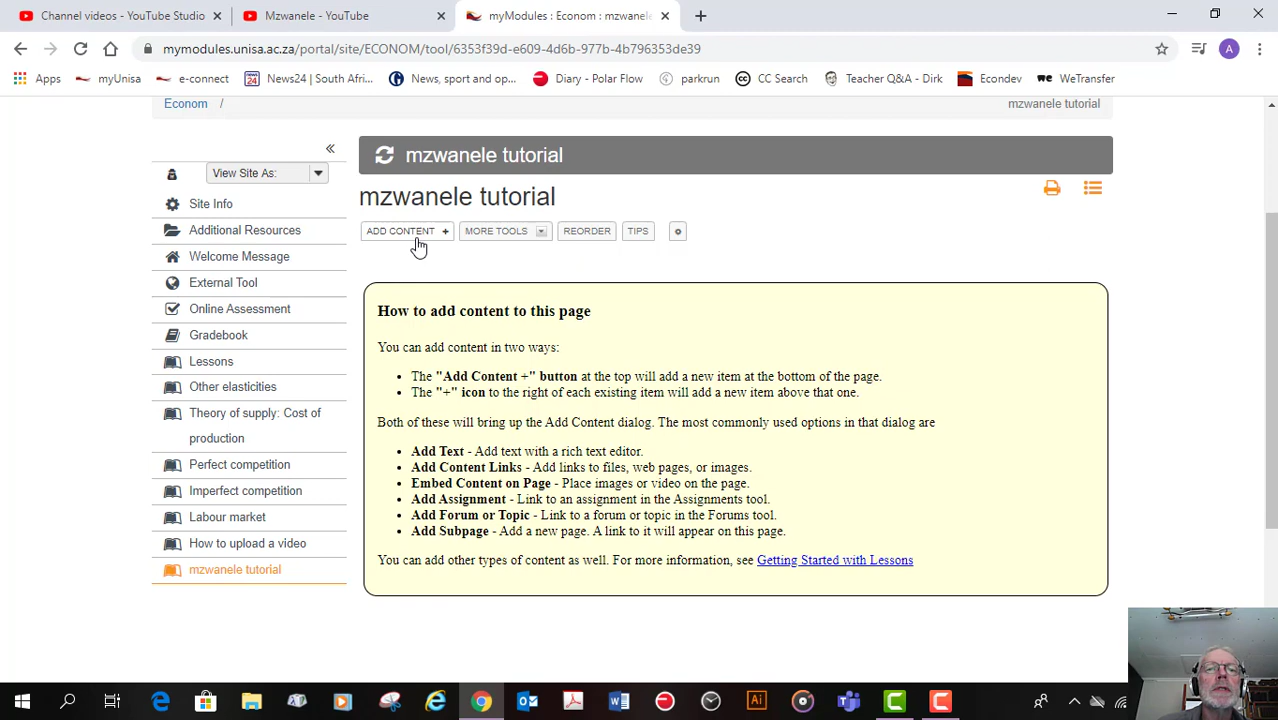 Channel videos - YouTube Studio
Mzwanele - YouTube
myModules : Econom : mzwanele
mymodules.unisa.ac.za/portal/site/ECONOM/tool/6353f39d-e609-4d6b-977b-4b796353de39
A
Apps
myUnisa
e-connect
News24 | South Afri...
News, sport and op...
Diary - Polar Flow
parkrun
CC Search
Teacher Q&A - Dirk
Econdev
WeTransfer
Econom /
mzwanele tutorial
View Site As:
mzwanele tutorial
mzwanele tutorial
ADD CONTENT +
MORE TOOLS
REORDER
TIPS
Site Info
Additional Resources
Welcome Message
External Tool
Online Assessment
Gradebook
Lessons
Other elasticities
Theory of supply: Cost of
production
Perfect competition
Imperfect competition
Labour market
How to upload a video
mzwanele tutorial
How to add content to this page
You can add content in two ways:
The "Add Content +" button at the top will add a new item at the bottom of the page.
The "+" icon to the right of each existing item will add a new item above that one.
Both of these will bring up the Add Content dialog. The most commonly used options in that dialog are
Add Text - Add text with a rich text editor.
Add Content Links - Add links to files, web pages, or images.
Embed Content on Page - Place images or video on the page.
Add Assignment - Link to an assignment in the Assignments tool.
Add Forum or Topic - Link to a forum or topic in the Forums tool.
Add Subpage - Add a new page. A link to it will appear on this page.
You can add other types of content as well. For more information, see Getting Started with Lessons